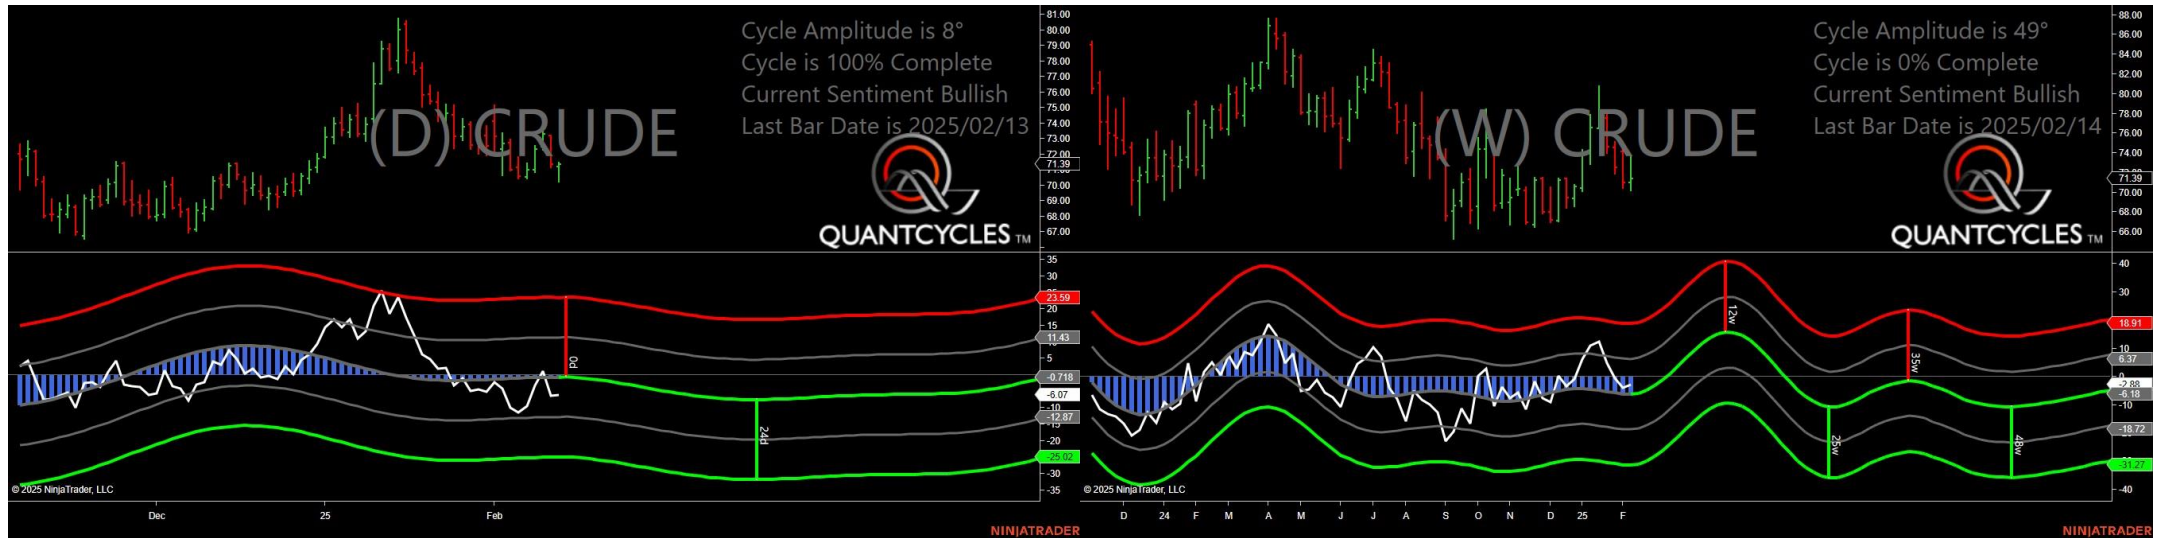 Cycle Amplitude is 8°
Cycle is 100% Complete
Current Sentiment Bullish
Last Bar Date is 2025/02/13
(D) CRUDE
QUANTCYCLES TM
81.00
80.00
79.00
78.00
77.00
76.00
75.00
74.00
73.00
72.00
71.39
70.00
69.00
68.00
67.00
35
30
23.59
20
15
11.43
5
-0.718
-6.07
-10
-12.87
-20
-25.02
-30
-35
0d
24d
© 2025 NinjaTrader, LLC
Dec
25
Feb
NINJATRADER
Cycle Amplitude is 49°
Cycle is 0% Complete
Current Sentiment Bullish
Last Bar Date is 2025/02/14
(W) CRUDE
QUANTCYCLES TM
88.00
86.00
84.00
82.00
80.00
78.00
76.00
74.00
71.39
70.00
68.00
66.00
40
30
18.91
10
6.37
-2.88
-6.18
-10
-18.72
-31.27
-40
12w
25w
35w
48w
© 2025 NinjaTrader, LLC
D
24
F
M
A
M
J
J
A
S
O
N
D
25
F
NINJATRADER